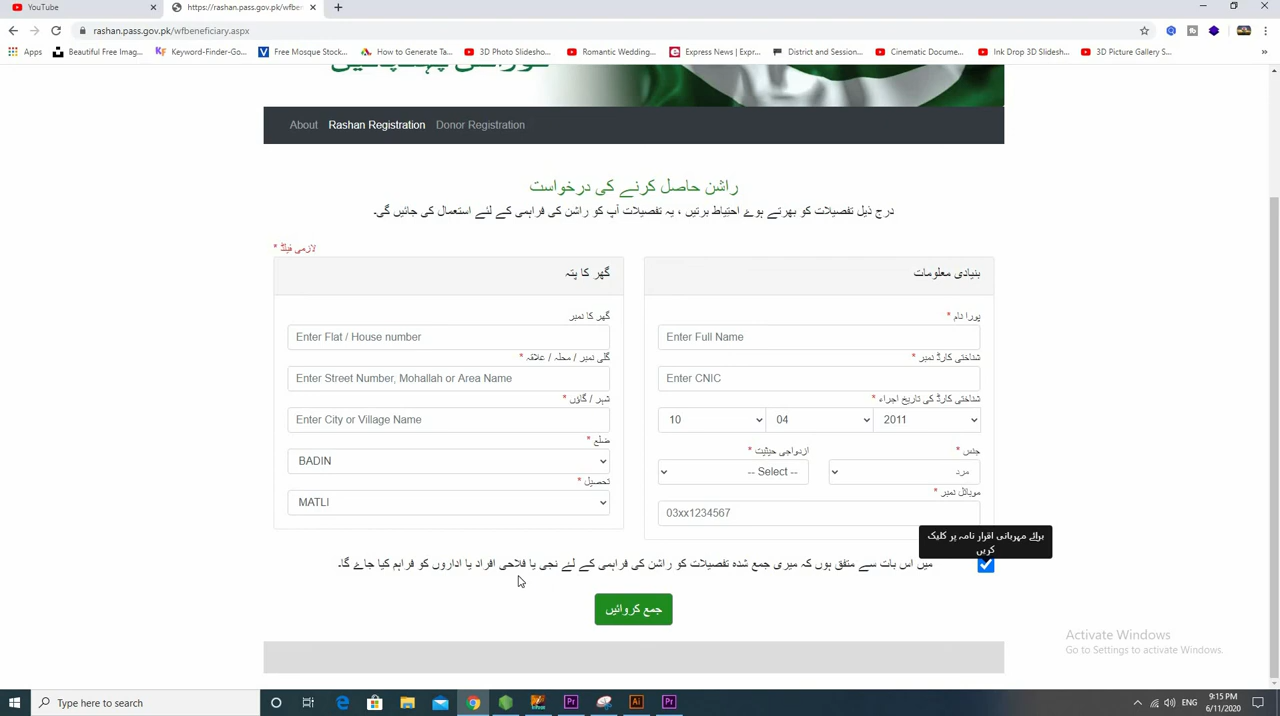 YouTube
https://rashan.pass.gov.pk/wfben
rashan.pass.gov.pk/wfbeneficiary.aspx
Apps
Beautiful Free Imag...
Keyword-Finder-Go...
Free Mosque Stock...
How to Generate Ta...
3D Photo Slidesho...
Romantic Wedding...
Express News | Expr...
District and Session...
Cinematic Docume...
Ink Drop 3D Slidesh...
3D Picture Gallery S...
About
Rashan Registration
Donor Registration
راشن حاصل کرنے کی درخواست
درج ذیل تفصیلات کو بھرتے ہوۓ احتیاط برتیں ، یہ تفصیلات آپ کو راشن کی فراہمی کے لئے استعمال کی جائیں گی۔
لازمی فیلڈ *
بنیادی معلومات
پورا نام *
Enter Full Name
شناختی کارڈ نمبر *
Enter CNIC
شناختی کارڈ کی تاریخ اجراء *
10
04
2011
جنس *
ازدواجی حیثیت *
مرد
-- Select --
موبائل نمبر *
03xx1234567
گھر کا پتہ
گھر کا نمبر
Enter Flat / House number
گلی نمبر / محلہ / علاقہ *
Enter Street Number, Mohallah or Area Name
شہر / گاؤں *
Enter City or Village Name
ضلع *
BADIN
تحصیل *
MATLI
برائے مہربانی اقرار نامہ پر کلیک
کریں
میں اس بات سے متفق ہوں کہ میری جمع شدہ تفصیلات کو راشن کی فراہمی کے لئے نجی یا فلاحی افراد یا اداروں کو فراہم کیا جاۓ گا۔
جمع کروائیں
Activate Windows
Go to Settings to activate Windows.
Type here to search
ENG
9:15 PM
6/11/2020